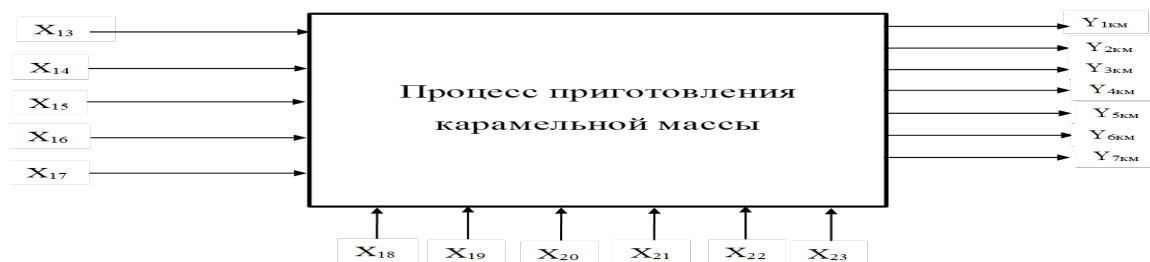 X₁₃
X₁₄
X₁₅
X₁₆
X₁₇
Процесс приготовления
карамельной массы
Y₁км
Y₂км
Y₃км
Y₄км
Y₅км
Y₆км
Y₇км
X₁₈ X₁₉ X₂₀ X₂₁ X₂₂ X₂₃